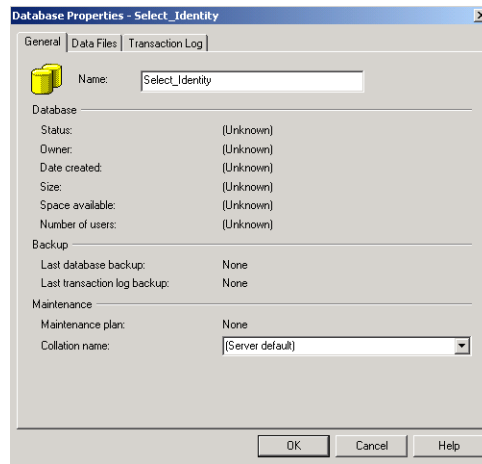 Database Properties - Select_Identity
General Data Files Transaction Log
Name: Select_Identity
Database
Status: (Unknown)
Owner: (Unknown)
Date created: (Unknown)
Size: (Unknown)
Space available: (Unknown)
Number of users: (Unknown)
Backup
Last database backup: None
Last transaction log backup: None
Maintenance
Maintenance plan: None
Collation name: (Server default)
OK Cancel Help